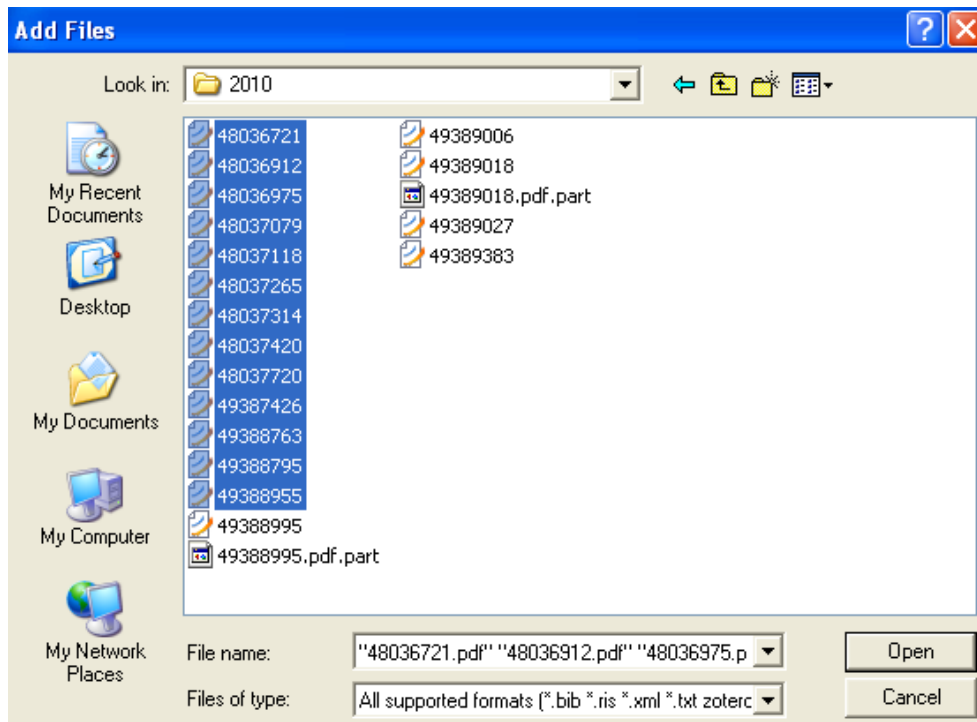 Add Files
Look in: 2010
My Recent
Documents
Desktop
My Documents
My Computer
My Network
Places
48036721
48036912
48036975
48037079
48037118
48037265
48037314
48037420
48037720
49387426
49388763
49388795
49388955
49388995
49388995.pdf.part
49389006
49389018
49389018.pdf.part
49389027
49389383
File name: "48036721.pdf" "48036912.pdf" "48036975.p
Open
Files of type: All supported formats (*.bib *.ris *.xml *.txt zoterc
Cancel